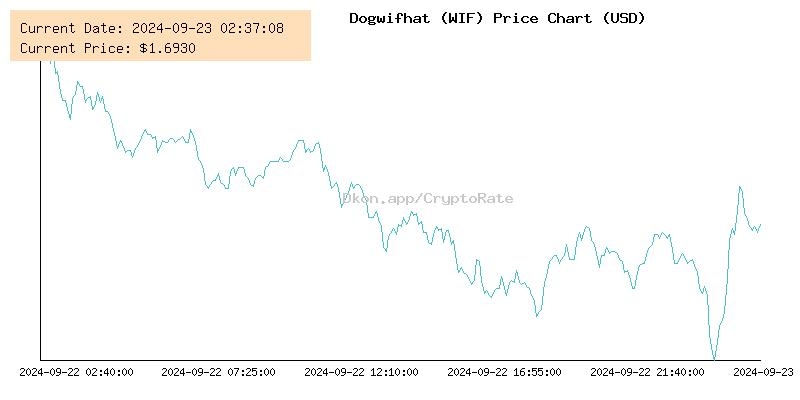 Dogwifhat (WIF) Price Chart (USD)
Current Date: 2024-09-23 02:37:08
Current Price: $1.6930
Dkon.app/CryptoRate
2024-09-22 02:40:00
2024-09-22 07:25:00
2024-09-22 12:10:00
2024-09-22 16:55:00
2024-09-22 21:40:00
2024-09-23